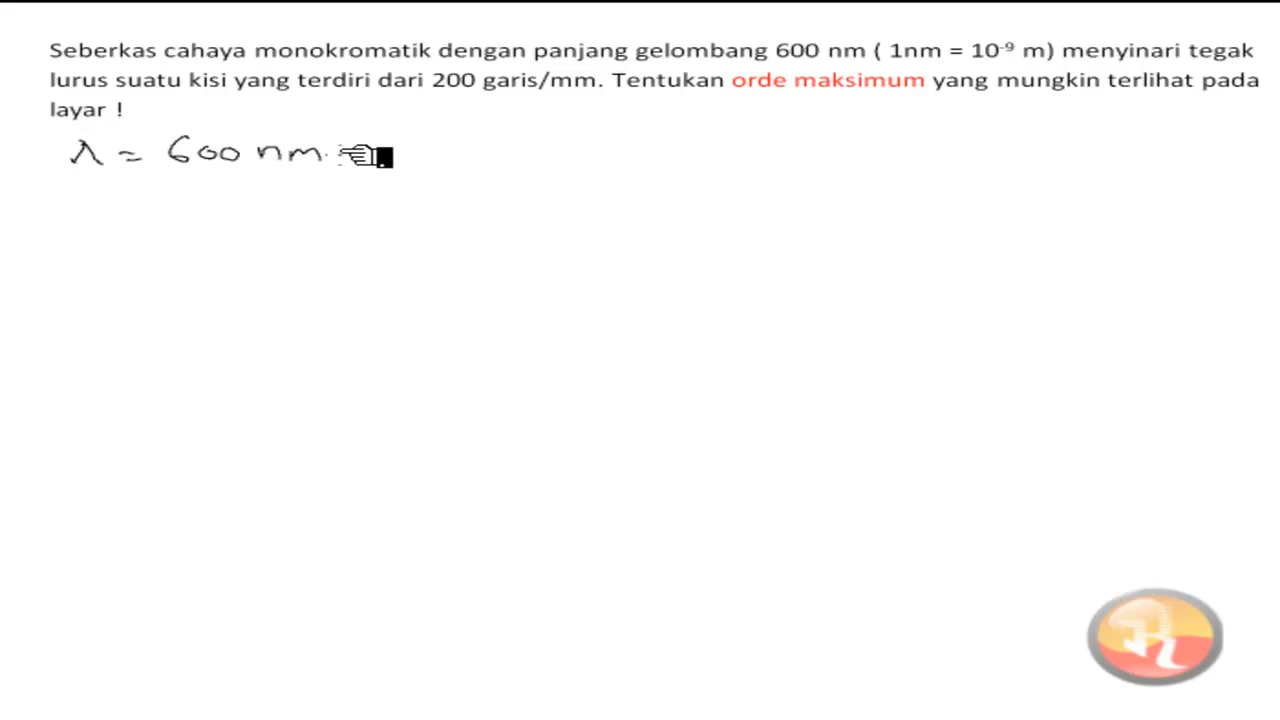 Seberkas cahaya monokromatik dengan panjang gelombang 600 nm ( 1nm = 10⁻⁹ m) menyinari tegak
lurus suatu kisi yang terdiri dari 200 garis/mm. Tentukan orde maksimum yang mungkin terlihat pada
layar !
λ = 600 nm.